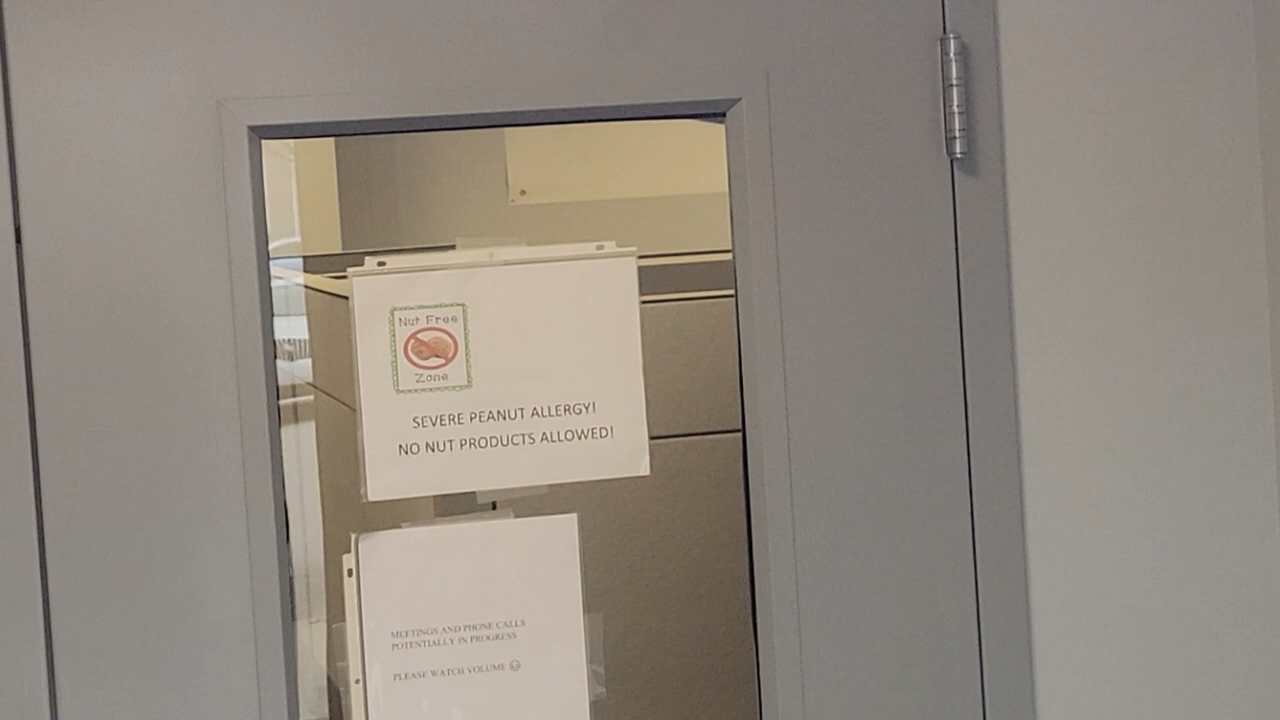 Nut Free
Zone
SEVERE PEANUT ALLERGY!
NO NUT PRODUCTS ALLOWED!
MEETINGS AND PHONE CALLS
POTENTIALLY IN PROGRESS
PLEASE WATCH VOLUME ☺